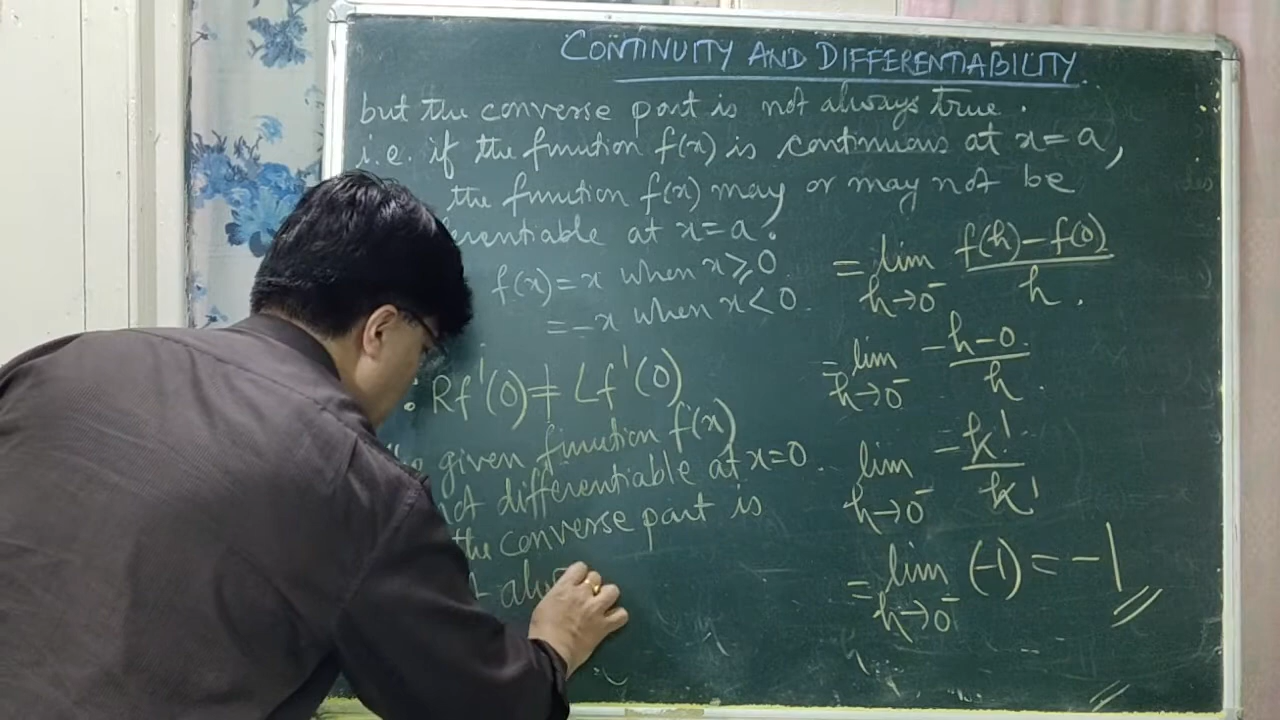 CONTINUITY AND DIFFERENTIABILITY
but the converse part is not always true.
i.e. if the function f(x) is continuous at x=a,
the function f(x) may or may not be
erentiable at x=a.
f(x)=x when x≥0
=-x when x<0.
Rf'(0)≠Lf'(0)
given function f(x)
not differentiable at x=0.
the converse part is
alw
= lim h→0⁻ f(h)-f(0) / h.
= lim h→0⁻ -h-0 / h.
lim h→0⁻ -h / h
= lim h→0⁻ (-1) = -1